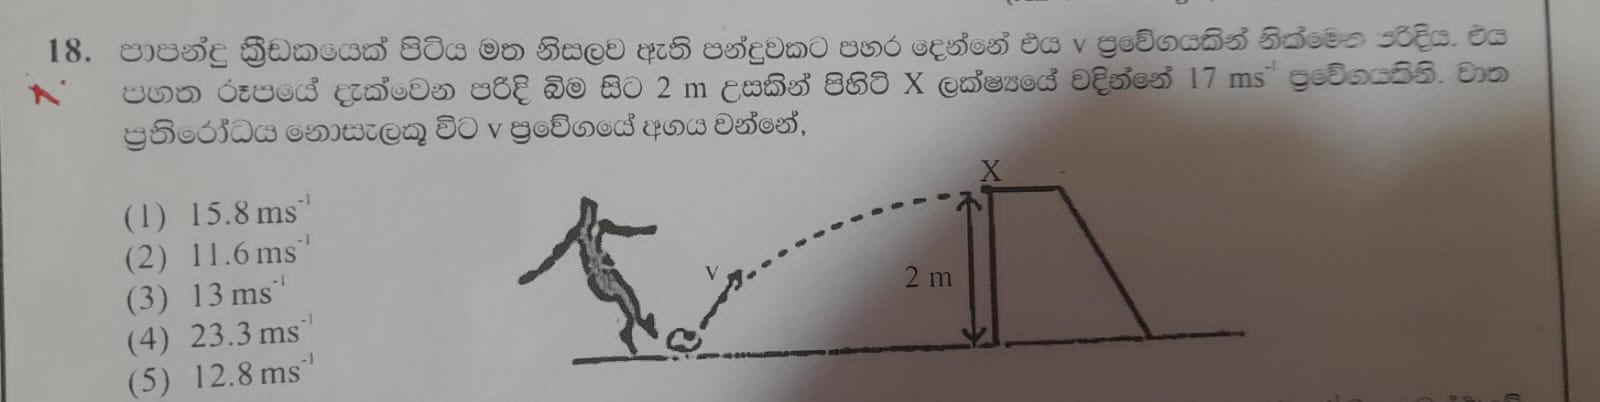 18. පාපන්දු ක්‍රීඩකයෙක් පිටිය මත නිසලව ඇති පන්දුවකට පහර දෙන්නේ එය v ප්‍රවේගයකින් නික්මෙන පරිදිය. එය
පහත රූපයේ දැක්වෙන පරිදි බිම සිට 2 m උසකින් පිහිටි X ලක්ෂ්‍යයේ වදින්නේ 17 ms⁻¹ ප්‍රවේගයකිනි. වාත
ප්‍රතිරෝධය නොසැලකූ විට v ප්‍රවේගයේ අගය වන්නේ,
X
(1) 15.8 ms⁻¹
(2) 11.6 ms⁻¹
v
2 m
(3) 13 ms⁻¹
(4) 23.3 ms⁻¹
(5) 12.8 ms⁻¹